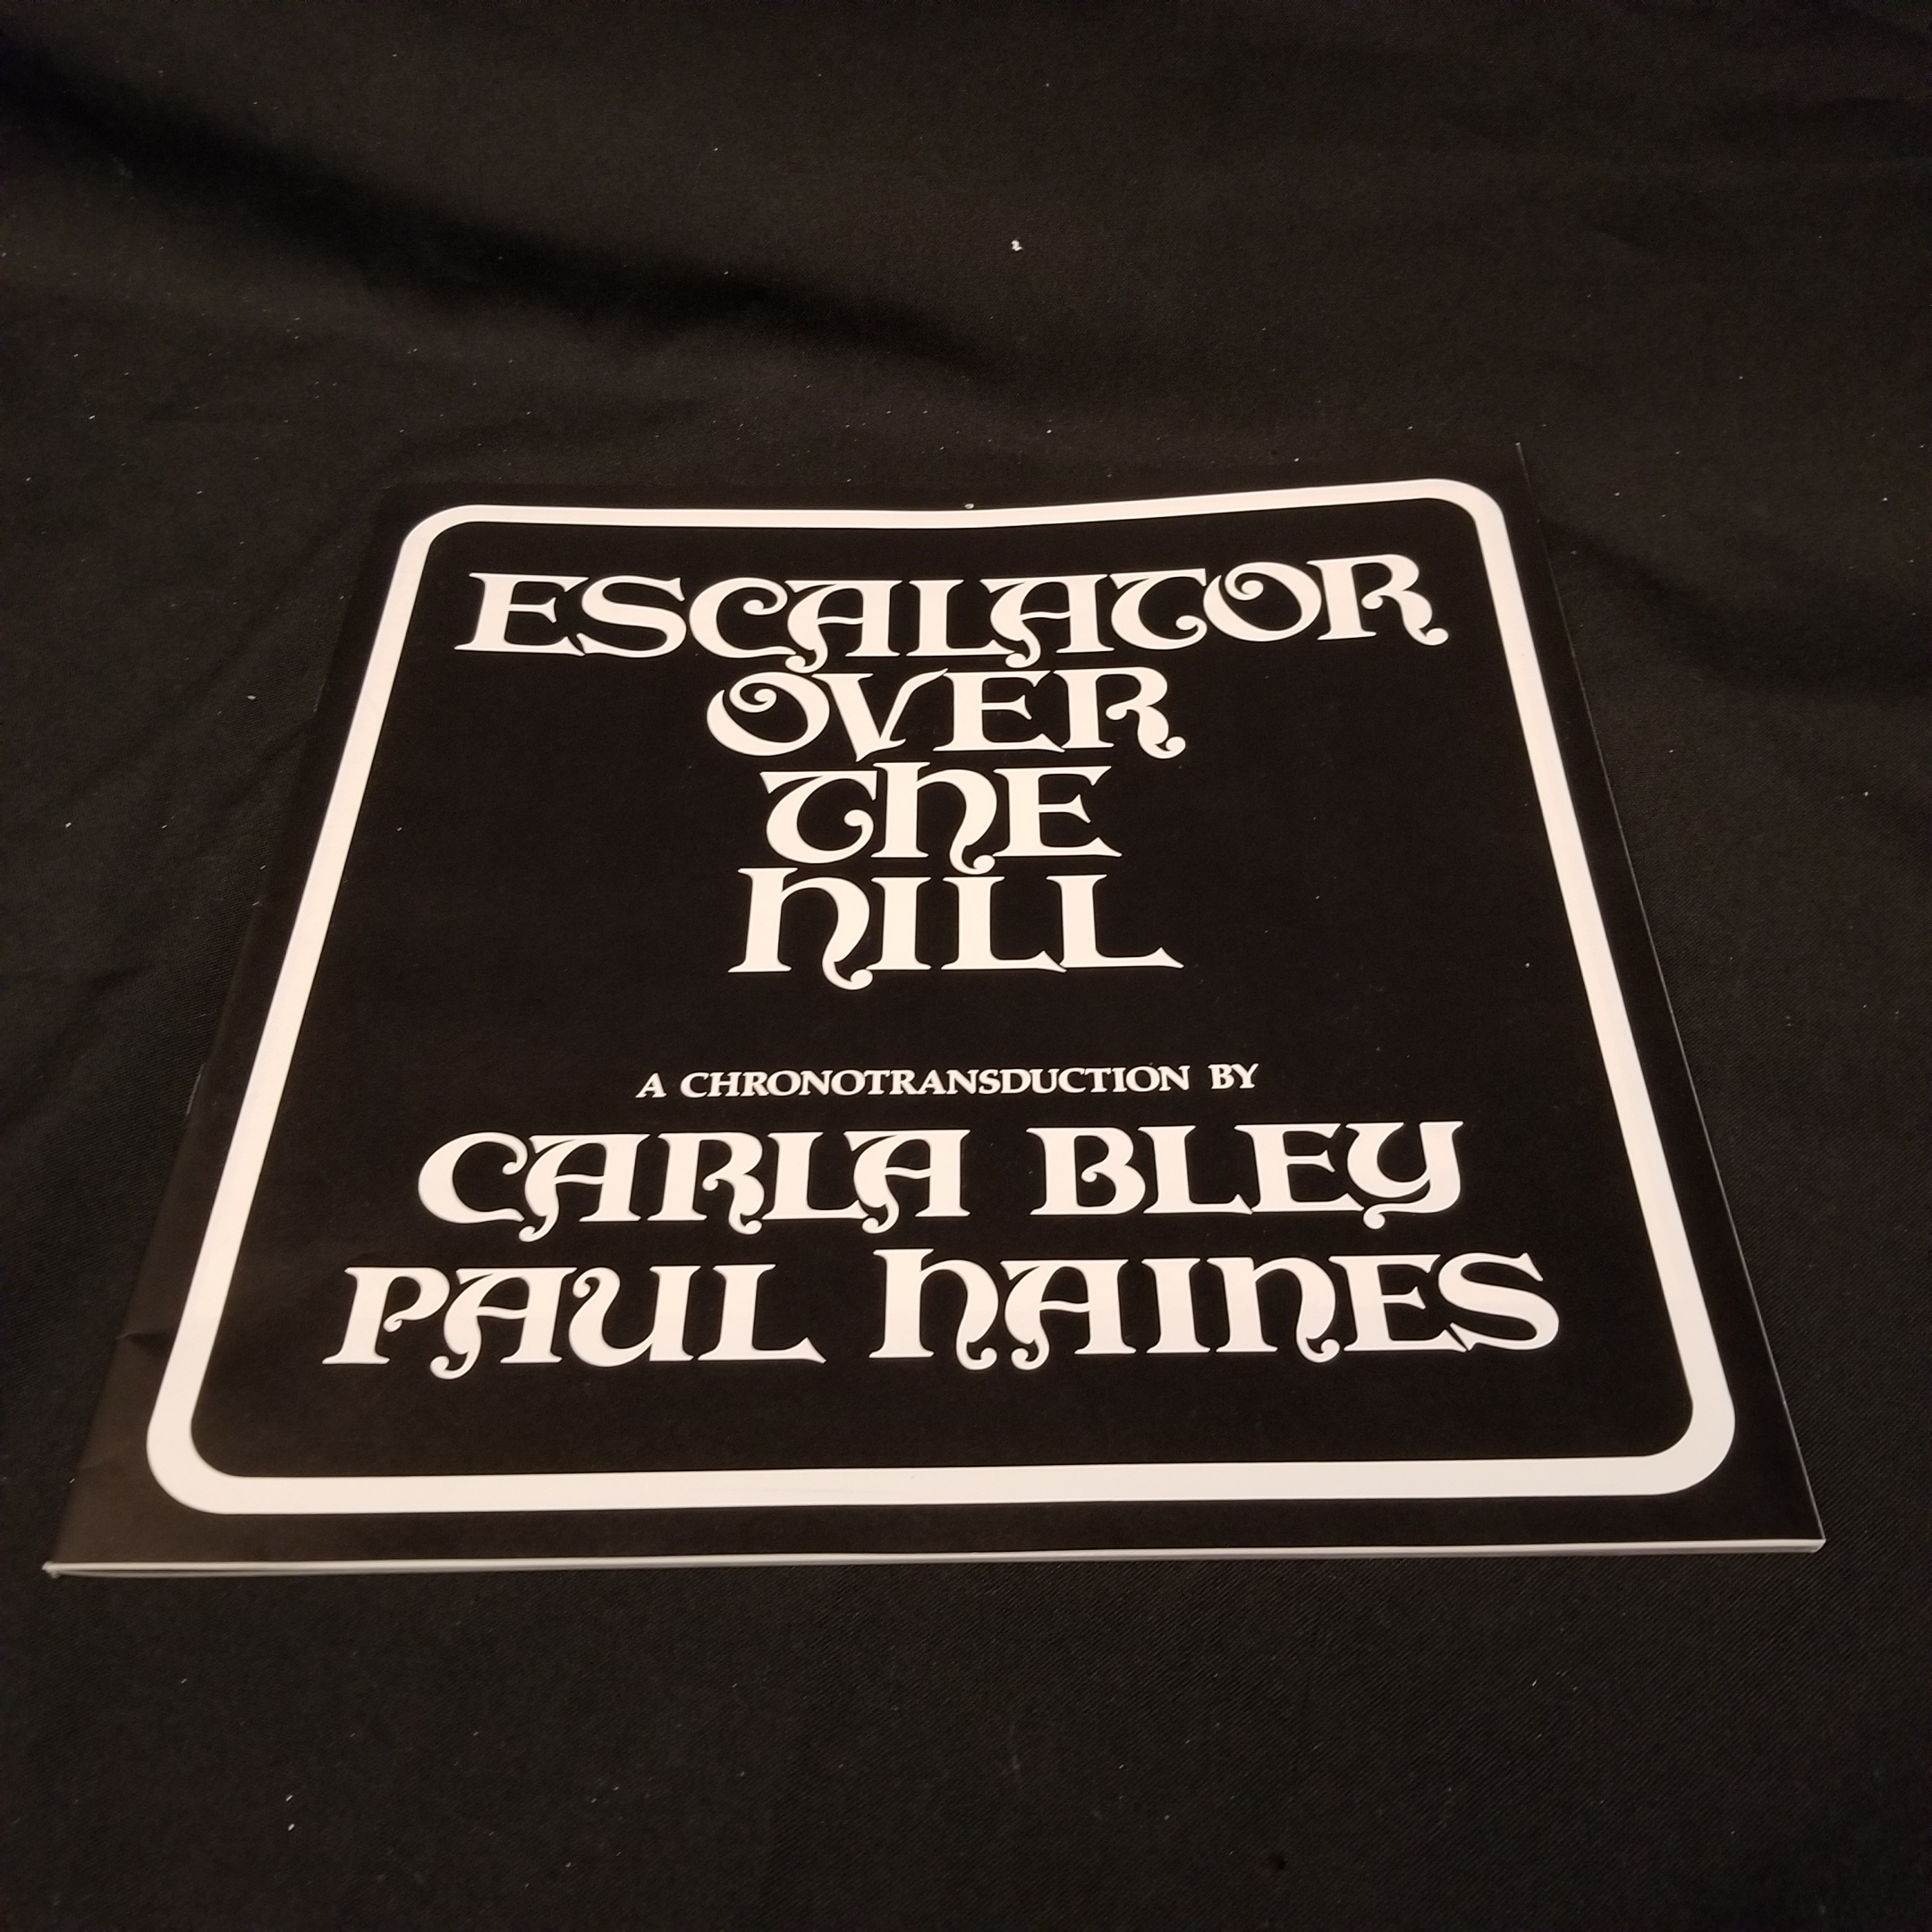 ESCALATOR
OVER
THE
HILL
A CHRONOTRANSDUCTION BY
CARLA BLEY
PAUL HAINES